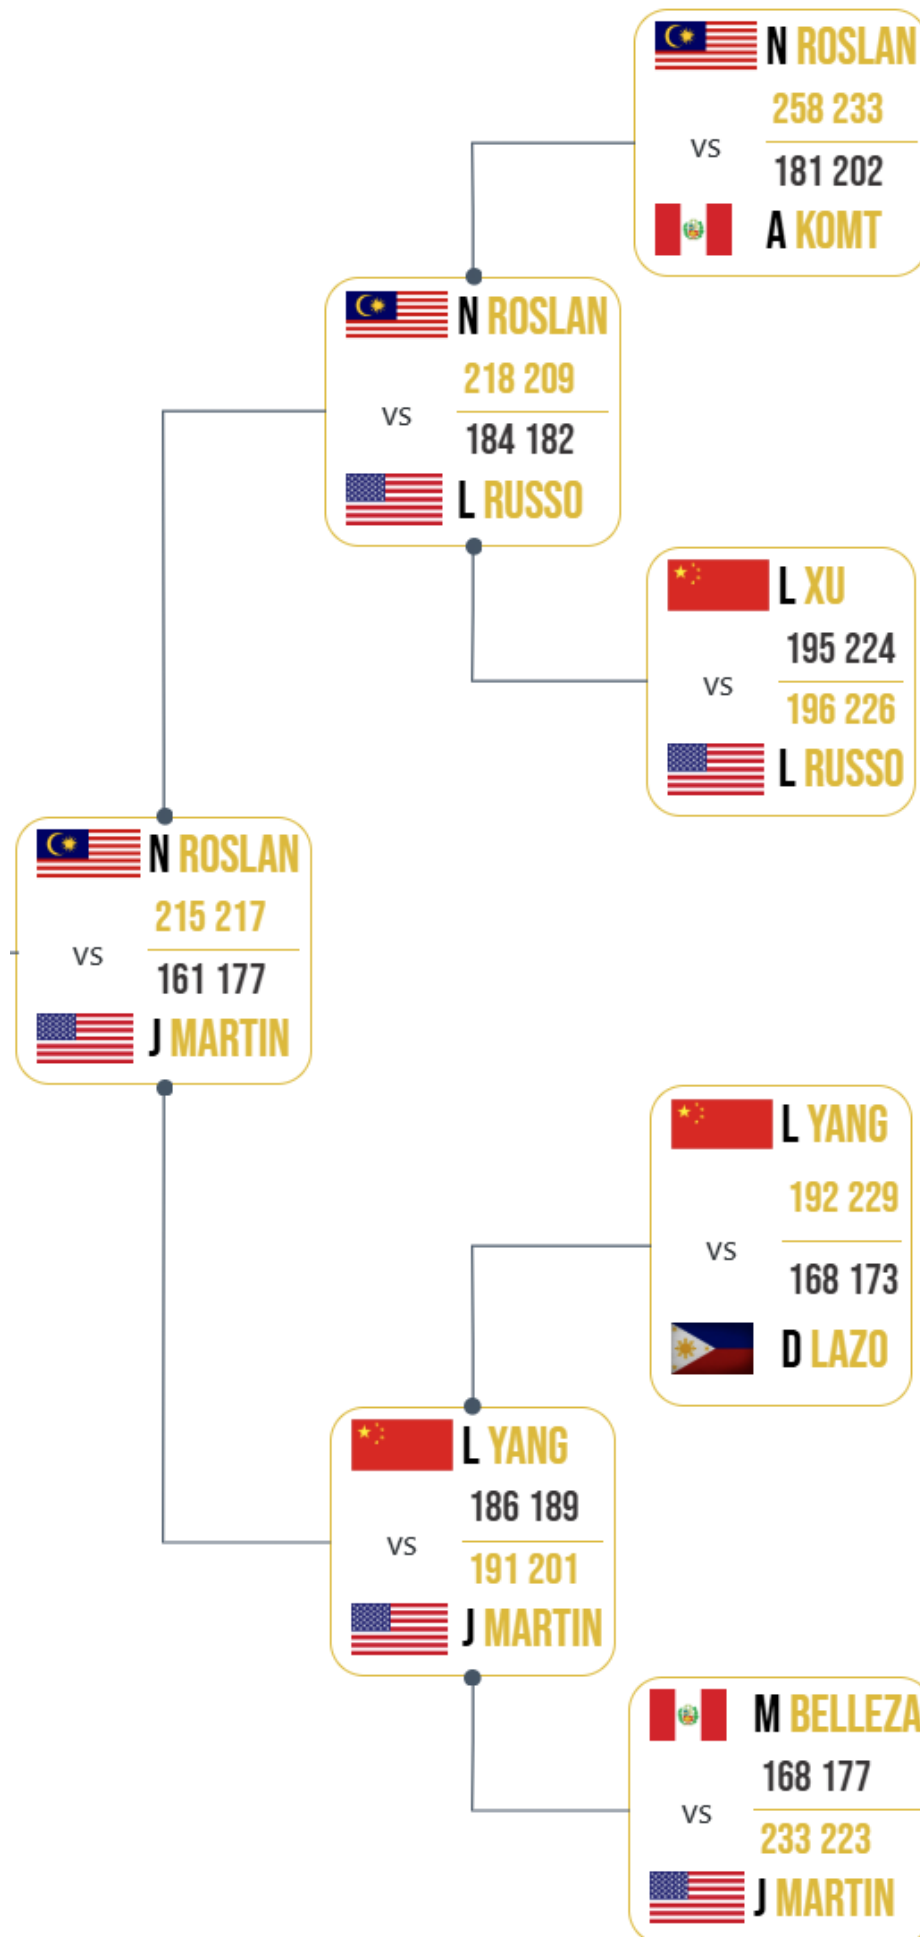 N ROSLAN
258 233
VS
181 202
A KOMT
N ROSLAN
218 209
VS
184 182
L RUSSO
L XU
195 224
VS
196 226
L RUSSO
N ROSLAN
215 217
VS
161 177
J MARTIN
L YANG
192 229
VS
168 173
D LAZO
L YANG
186 189
VS
191 201
J MARTIN
M BELLEZA
168 177
VS
233 223
J MARTIN